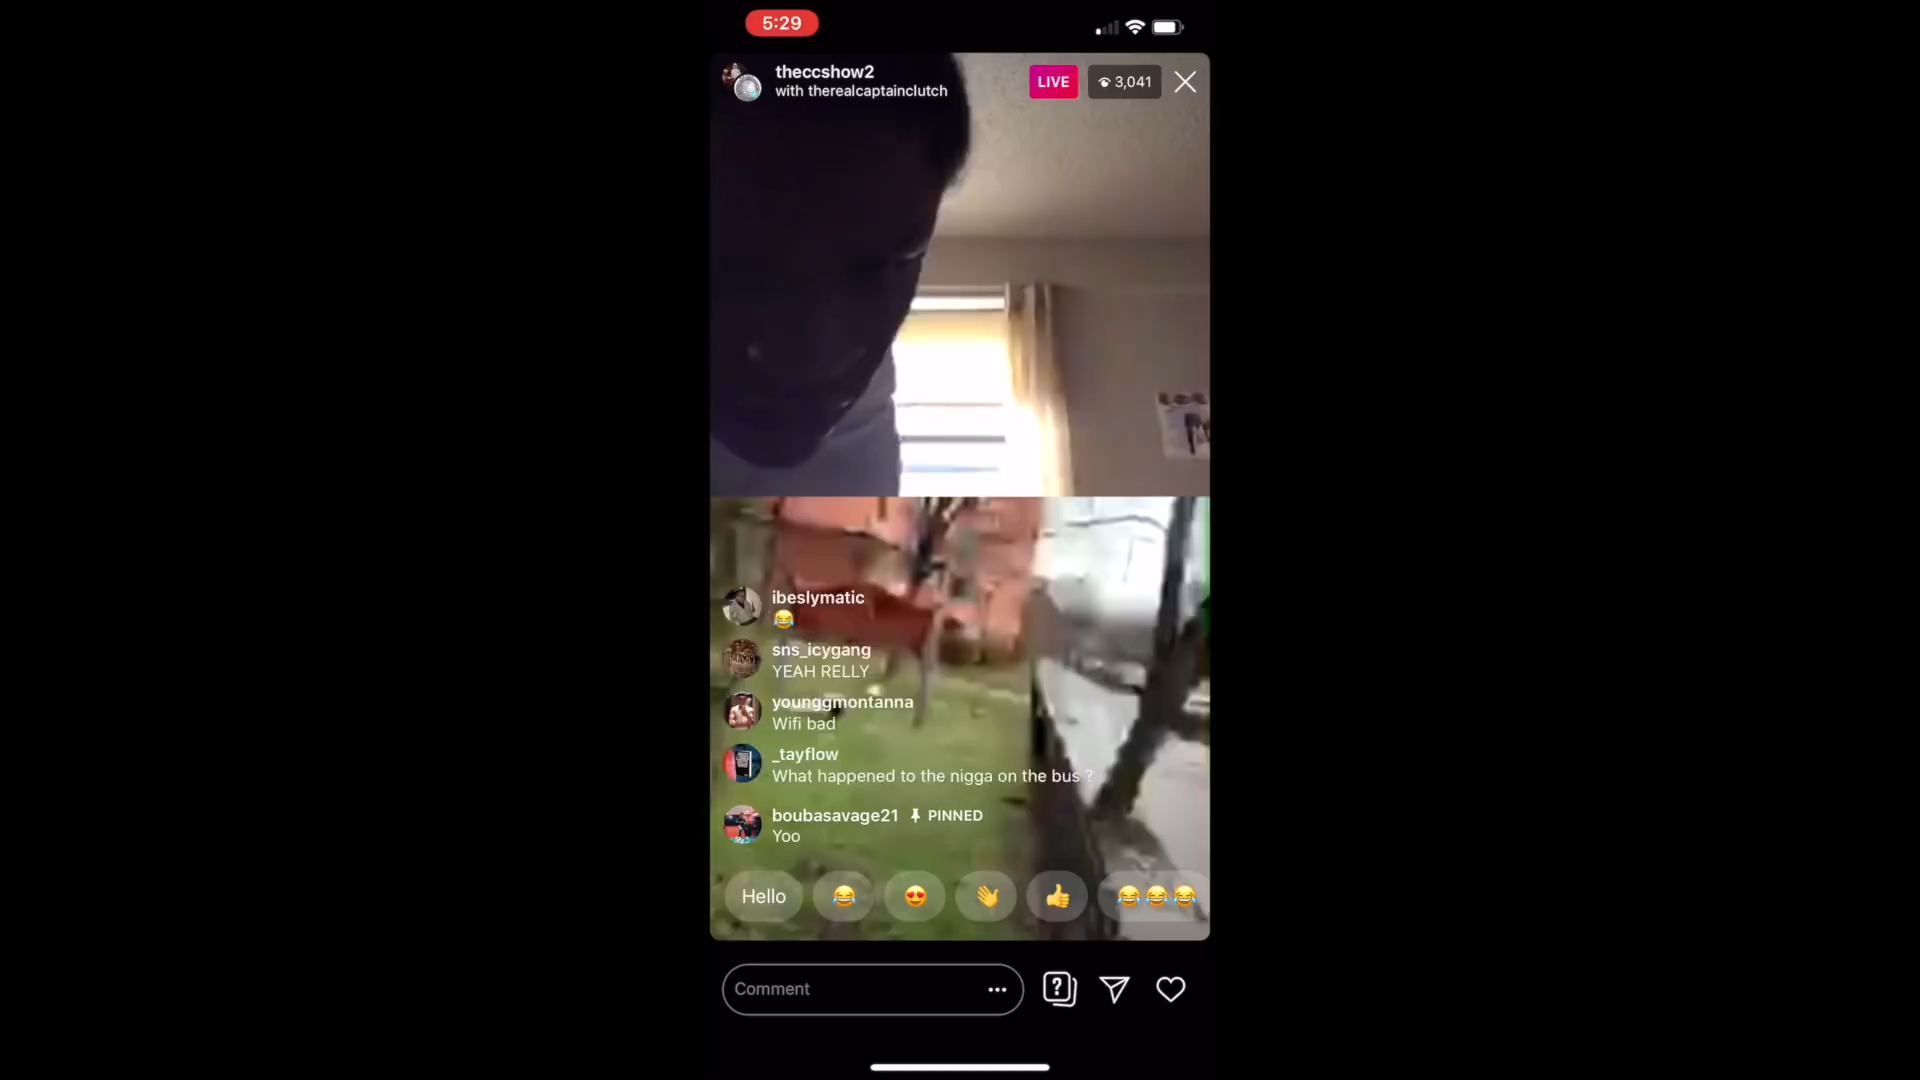 5:29
theccshow2
with therealcaptainclutch
LIVE
3,041
ibeslymatic
😂
sns_icygang
YEAH RELLY
younggmontanna
Wifi bad
_tayflow
What happened to the nigga on the bus ?
boubasavage21 PINNED
Yoo
Hello 😂 😍 👋 👍 😂😂😂
Comment